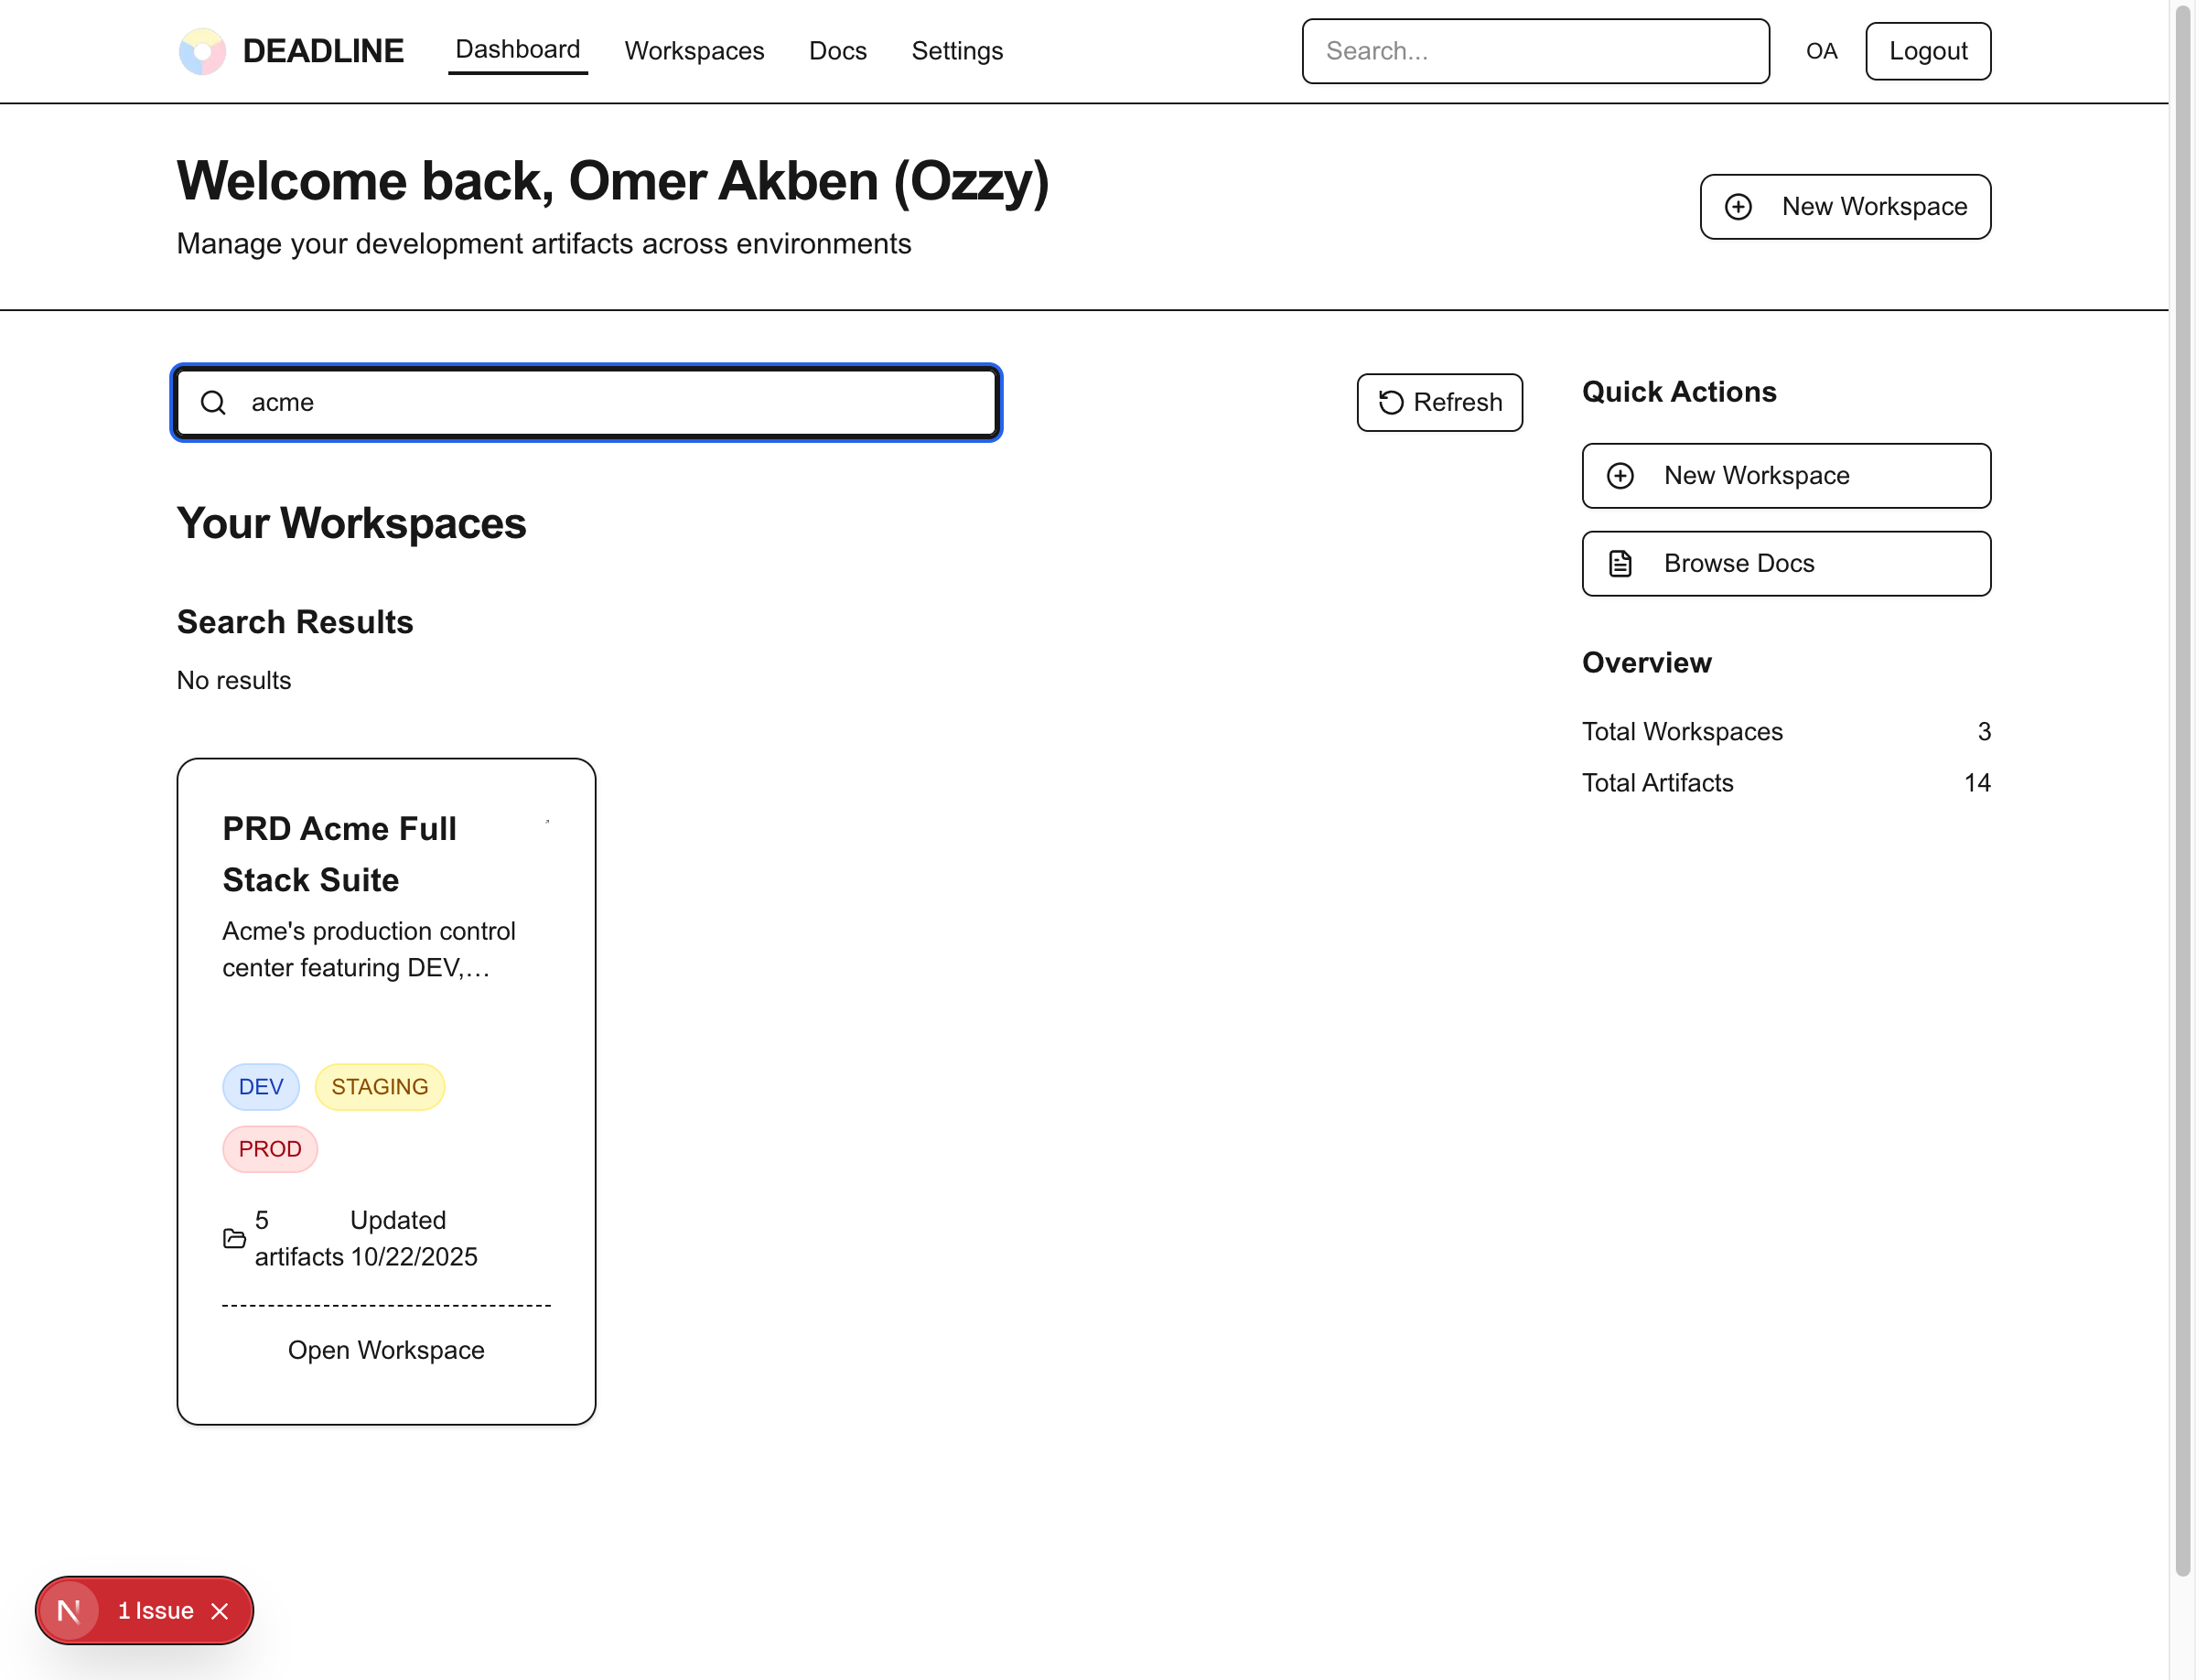 DEADLINE
Dashboard
Workspaces
Docs
Settings
Search...
OA
Logout
Welcome back, Omer Akben (Ozzy)
Manage your development artifacts across environments
New Workspace
acme
Refresh
Your Workspaces
Search Results
No results
PRD Acme Full
Stack Suite
Acme's production control
center featuring DEV,…
DEV
STAGING
PROD
5
artifacts
Updated
10/22/2025
Open Workspace
Quick Actions
New Workspace
Browse Docs
Overview
Total Workspaces 3
Total Artifacts 14
N
1 Issue